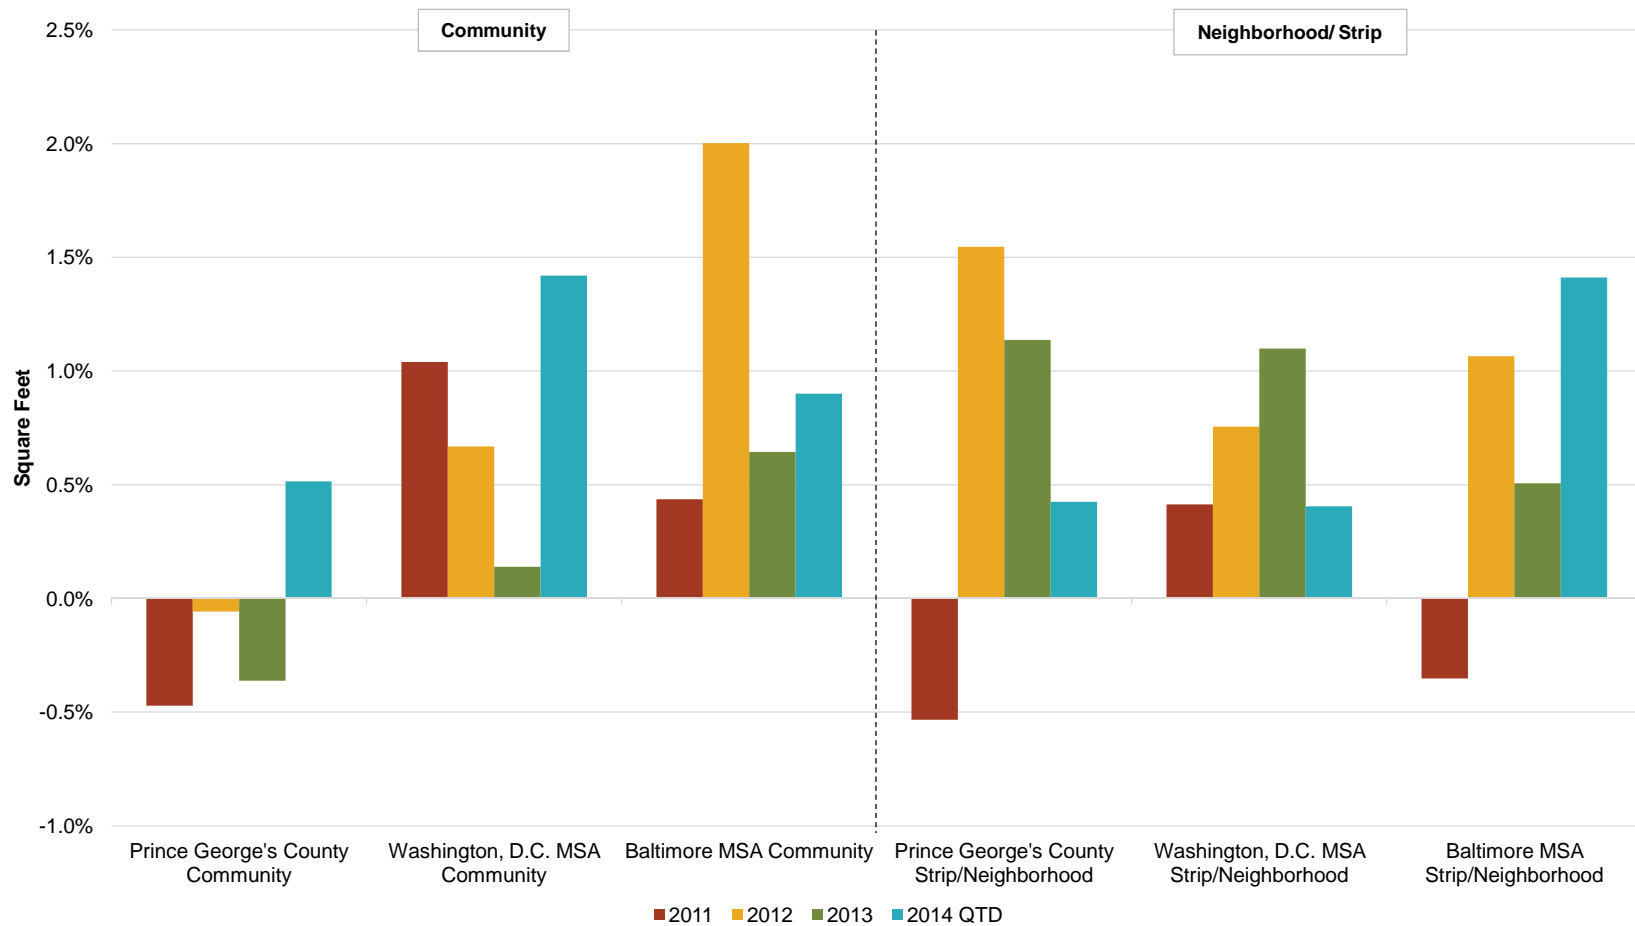 Community
Neighborhood/ Strip
2.5%
2.0%
1.5%
1.0%
0.5%
0.0%
-0.5%
-1.0%
Square Feet
Prince George's County
Community
Washington, D.C. MSA
Community
Baltimore MSA Community
Prince George's County
Strip/Neighborhood
Washington, D.C. MSA
Strip/Neighborhood
Baltimore MSA
Strip/Neighborhood
2011 2012 2013 2014 QTD